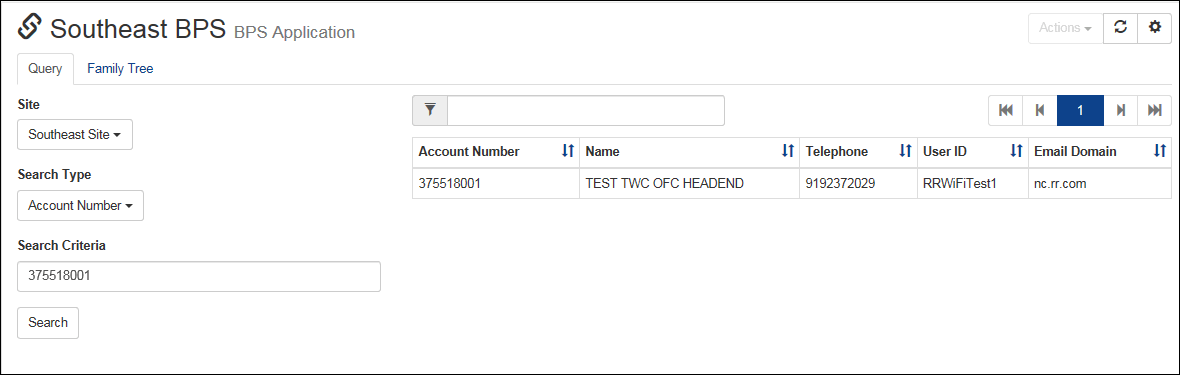 Southeast BPS BPS Application
Actions
Query Family Tree
Site
Southeast Site
Search Type
Account Number
Search Criteria
375518001
Search
1
Account Number Name Telephone User ID Email Domain
375518001 TEST TWC OFC HEADEND 9192372029 RRWiFiTest1 nc.rr.com